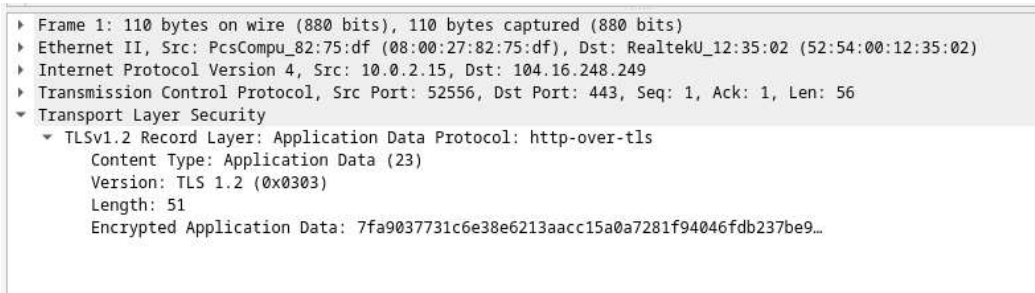 Frame 1: 110 bytes on wire (880 bits), 110 bytes captured (880 bits)
Ethernet II, Src: PcsCompu_82:75:df (08:00:27:82:75:df), Dst: RealtekU_12:35:02 (52:54:00:12:35:02)
Internet Protocol Version 4, Src: 10.0.2.15, Dst: 104.16.248.249
Transmission Control Protocol, Src Port: 52556, Dst Port: 443, Seq: 1, Ack: 1, Len: 56
Transport Layer Security
TLSv1.2 Record Layer: Application Data Protocol: http-over-tls
Content Type: Application Data (23)
Version: TLS 1.2 (0x0303)
Length: 51
Encrypted Application Data: 7fa9037731c6e38e6213aacc15a0a7281f94046fdb237be9…